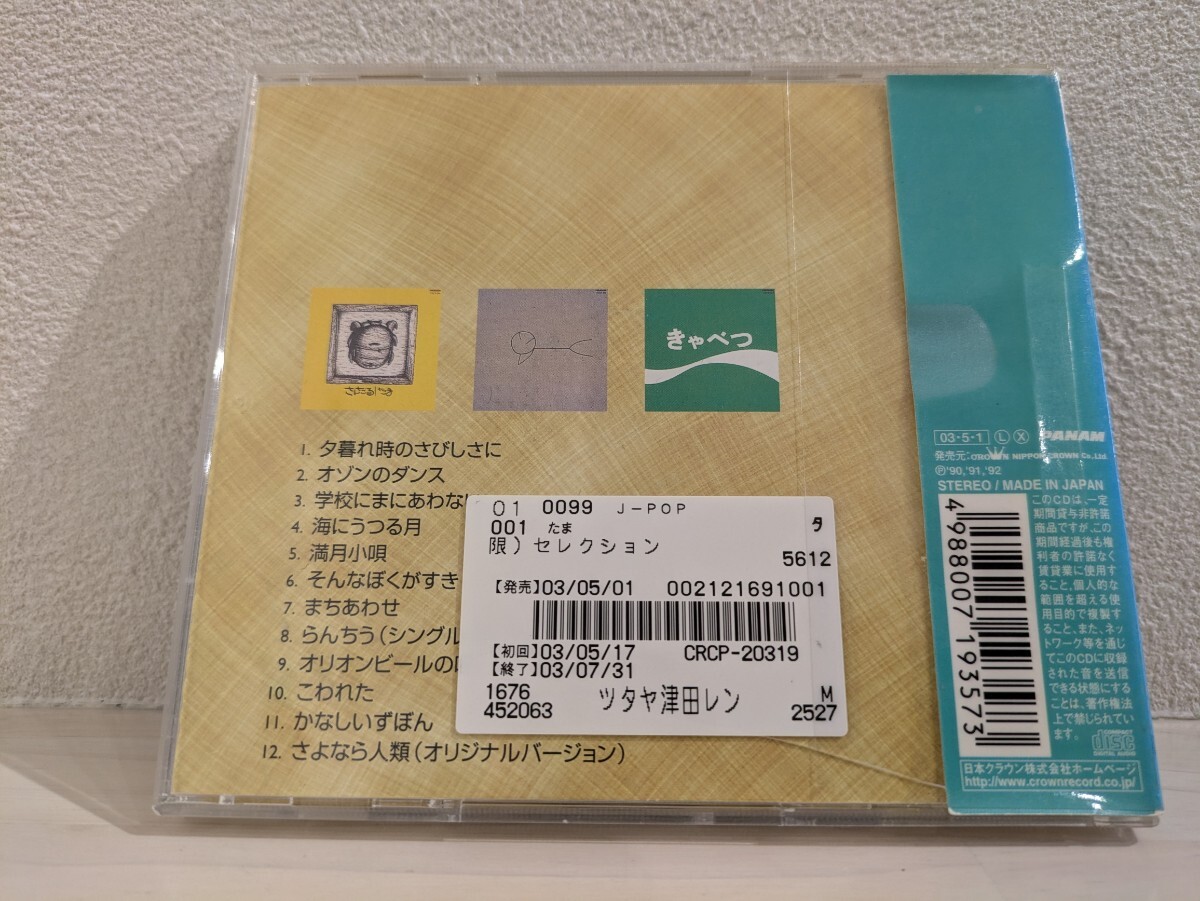 きゃべつ
1. 夕暮れ時のさびしさに
2. オゾンのダンス
3. 学校にまにあわない
4. 海にうつる月
5. 満月小唄
6. そんなぼくがすき
7. まちあわせ
8. らんちう(シングル
9. オリオンビールの
10. こわれた
11. かなしいずぼん
12. さよなら人類(オリジナルバージョン)
01 0099 J-POP
001 たま タ
限)セレクション
5612
【発売】03/05/01 002121691001
【初回】03/05/17 CRCP-20319
【終了】03/07/31
1676 ツタヤ津田レン M
452063 2527
03-5-1 L X PANAM
発売元: CROWN NIPPON CROWN Co., Ltd.
Ⓟ'90,'91,'92
STEREO / MADE IN JAPAN
4988007193573
このCDは、一定
期間貸与非許諾
商品ですが、この
期間経過後も権
利者の許諾なく
賃貸業に使用す
ること、個人的な
範囲を超える使
用目的で複製す
ること、また、ネッ
トワーク等を通じ
てこのCDに収録
された音を送信
できる状態にする
ことは、著作権法
上で禁じられてい
ます。
COMPACT
disc
DIGITAL AUDIO
日本クラウン株式会社ホームページ
http://www.crownrecord.co.jp/